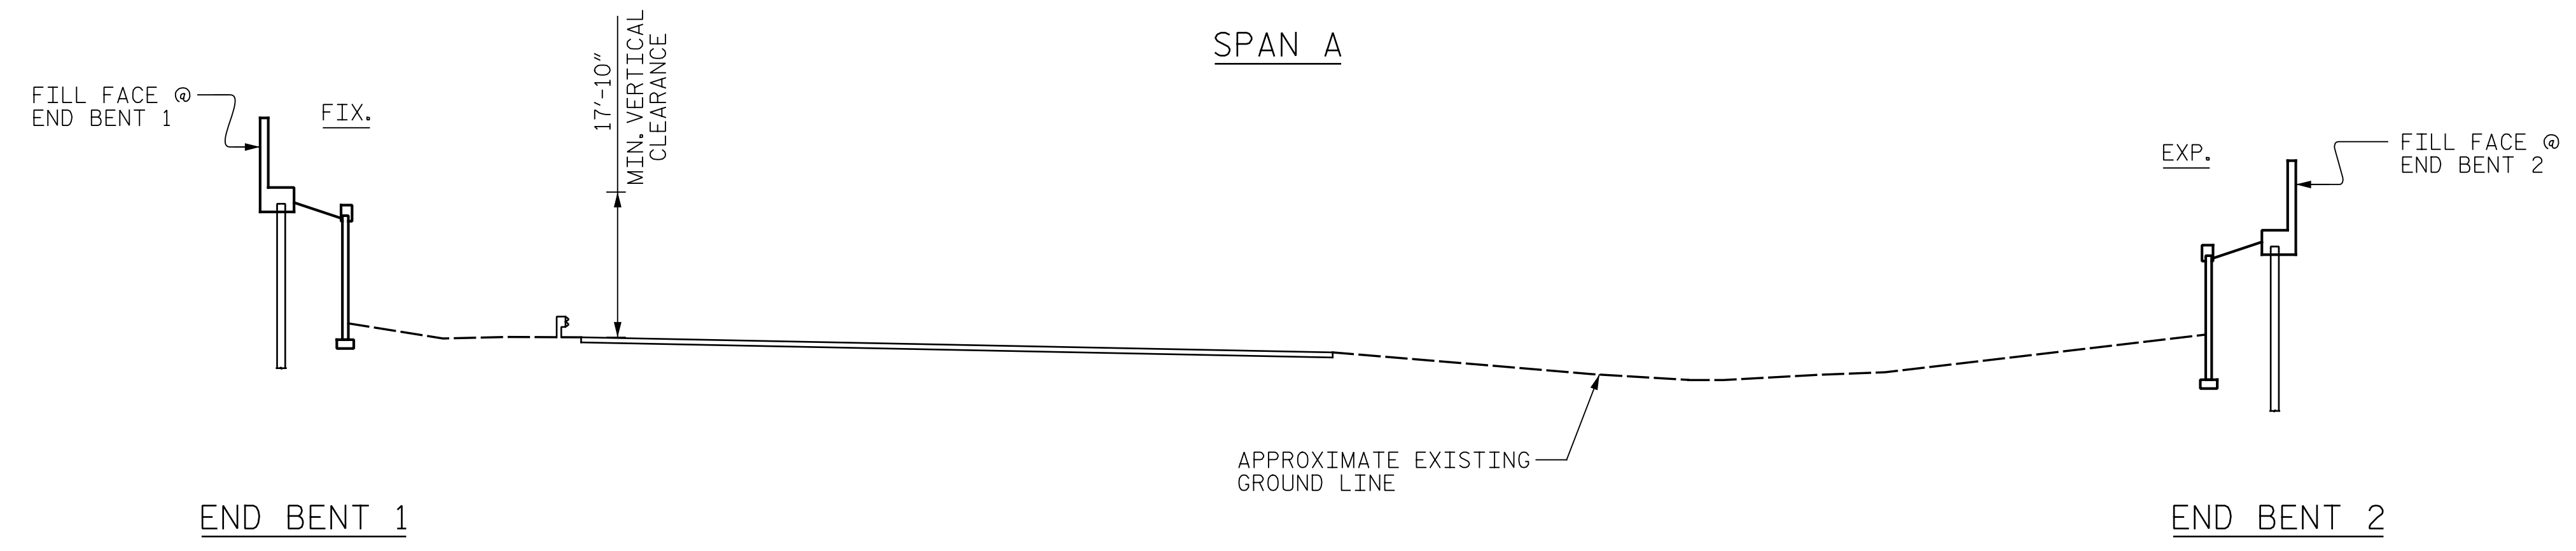 SPAN A
FILL FACE @
END BENT 1
FIX.
17'-10"
MIN. VERTICAL
CLEARANCE
EXP.
FILL FACE @
END BENT 2
APPROXIMATE EXISTING
GROUND LINE
END BENT 1
END BENT 2